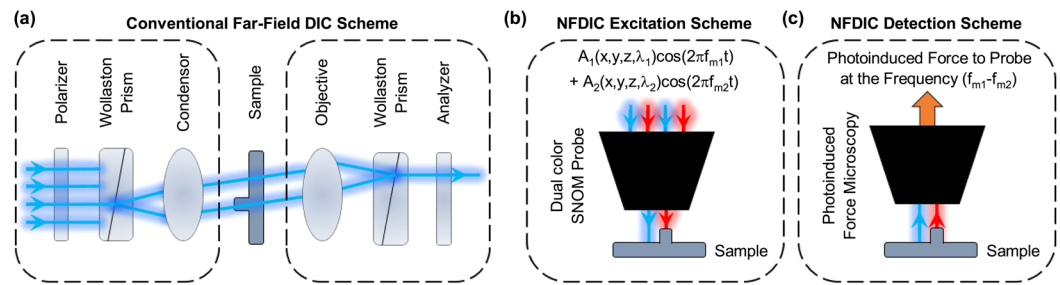 (a)
Conventional Far-Field DIC Scheme
Polarizer
Wollaston
Prism
Condensor
Sample
Objective
Wollaston
Prism
Analyzer
(b)
NFDIC Excitation Scheme
A₁(x,y,z,λ₁)cos(2πfₘ₁t)
+ A₂(x,y,z,λ₂)cos(2πfₘ₂t)
Dual color
SNOM Probe
Sample
(c)
NFDIC Detection Scheme
Photoinduced Force to Probe
at the Frequency (fₘ₁-fₘ₂)
Photoinduced
Force Microscopy
Sample